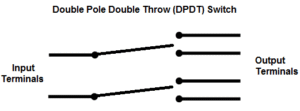 Double Pole Double Throw (DPDT) Switch
Input
Terminals
Output
Terminals